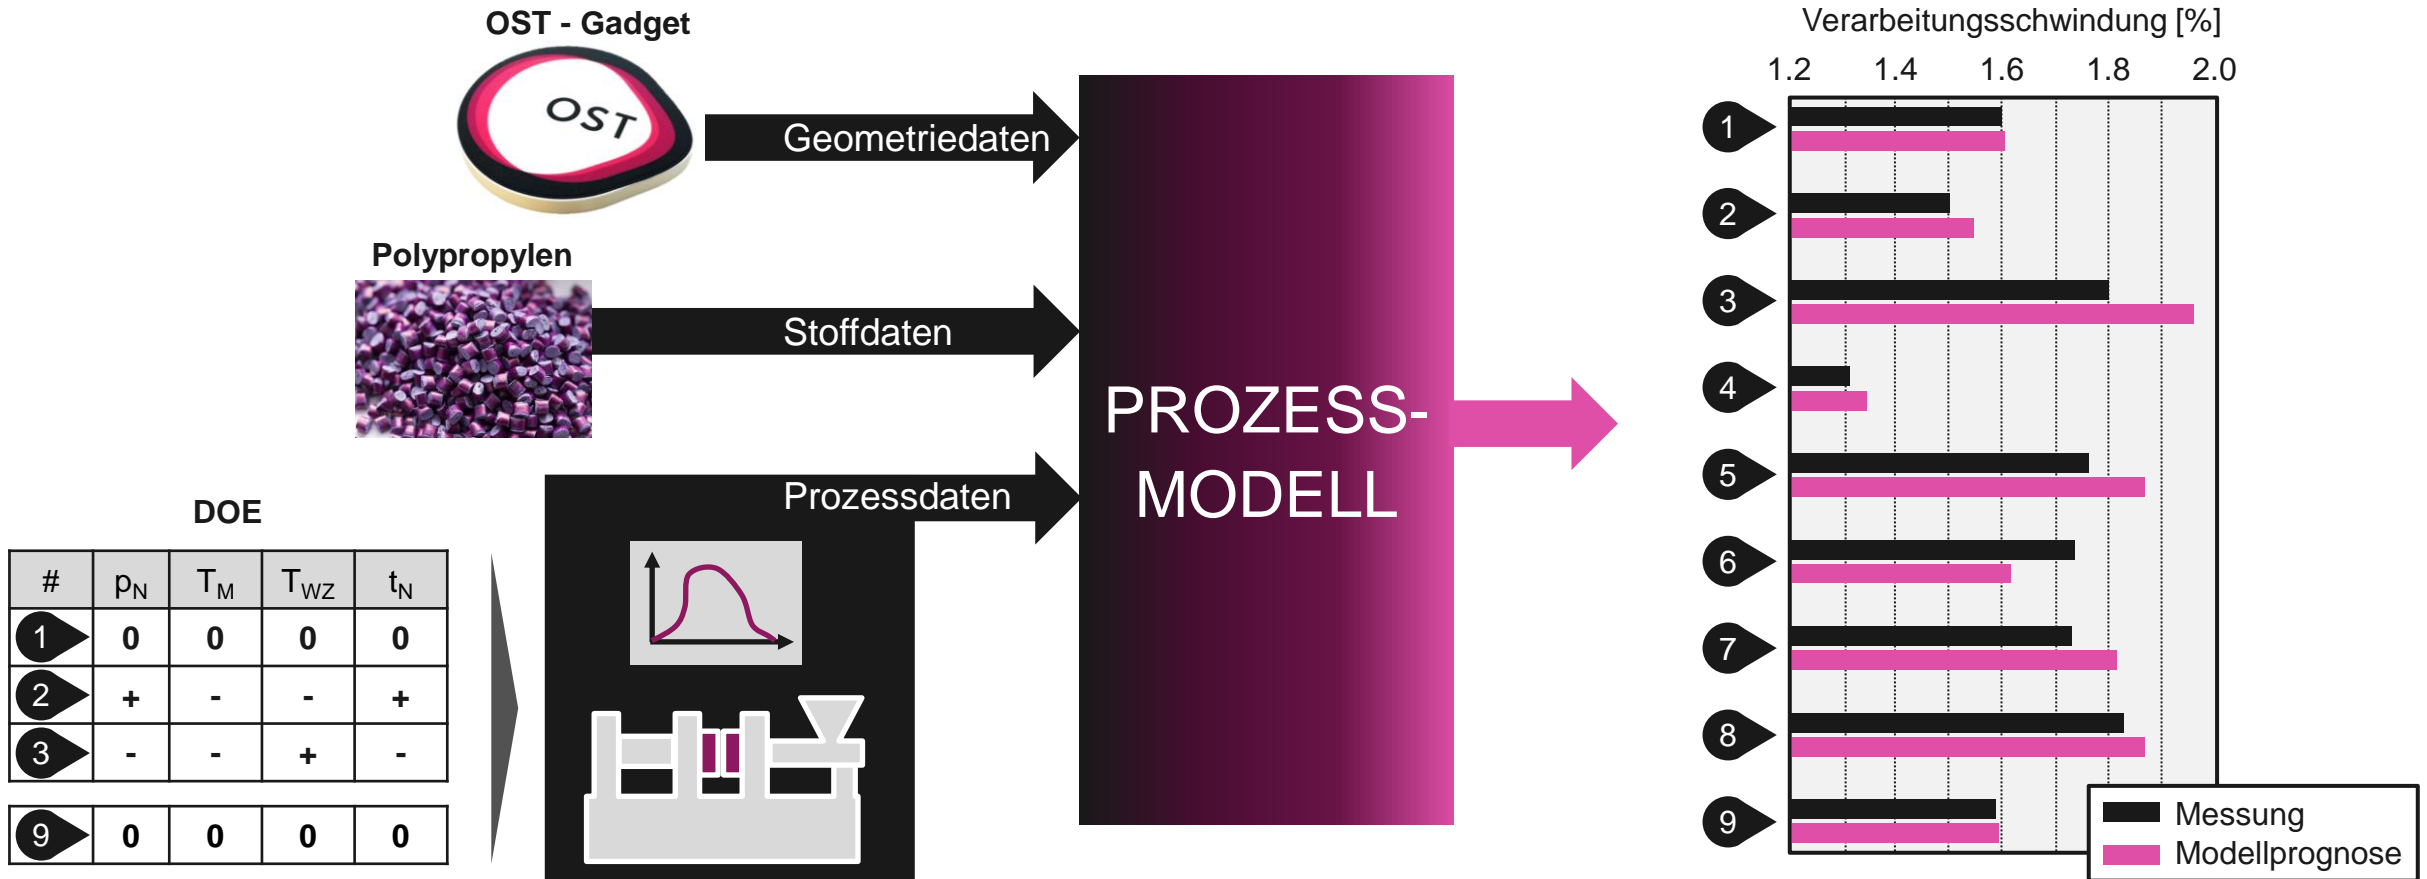 OST - Gadget
OST
Geometriedaten
Polypropylen
Stoffdaten
Prozessdaten
DOE
# pN TM TWZ tN
1 0 0 0 0
2 + - - +
3 - - + -
9 0 0 0 0
PROZESS-
MODELL
Verarbeitungsschwindung [%]
1.2 1.4 1.6 1.8 2.0
1
2
3
4
5
6
7
8
9
Messung
Modellprognose